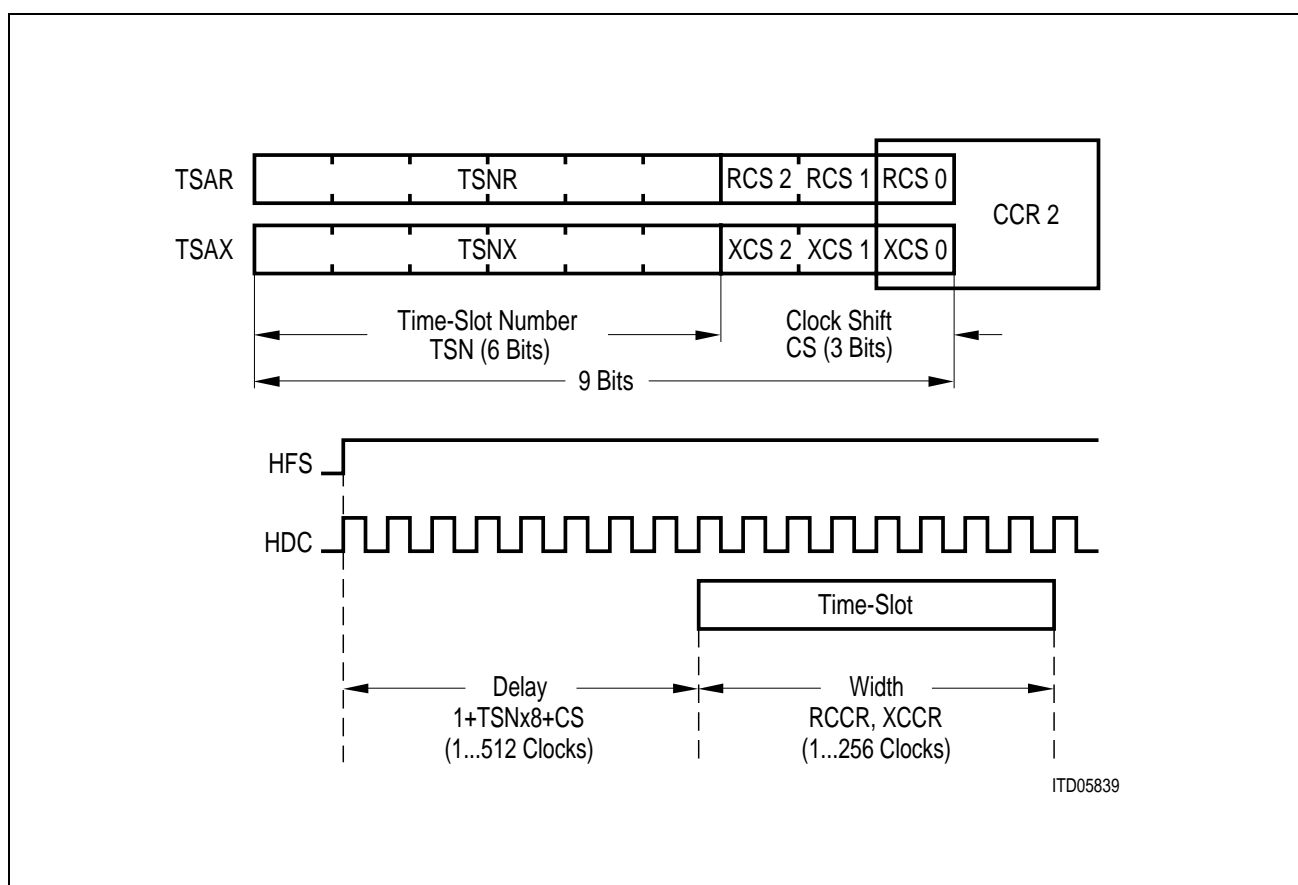 TSAR TSNR RCS 2 RCS 1 RCS 0
CCR 2
TSAX TSNX XCS 2 XCS 1 XCS 0
Time-Slot Number
TSN (6 Bits)
Clock Shift
CS (3 Bits)
9 Bits
HFS
HDC
Time-Slot
Delay
1+TSNx8+CS
(1...512 Clocks)
Width
RCCR, XCCR
(1...256 Clocks)
ITD05839